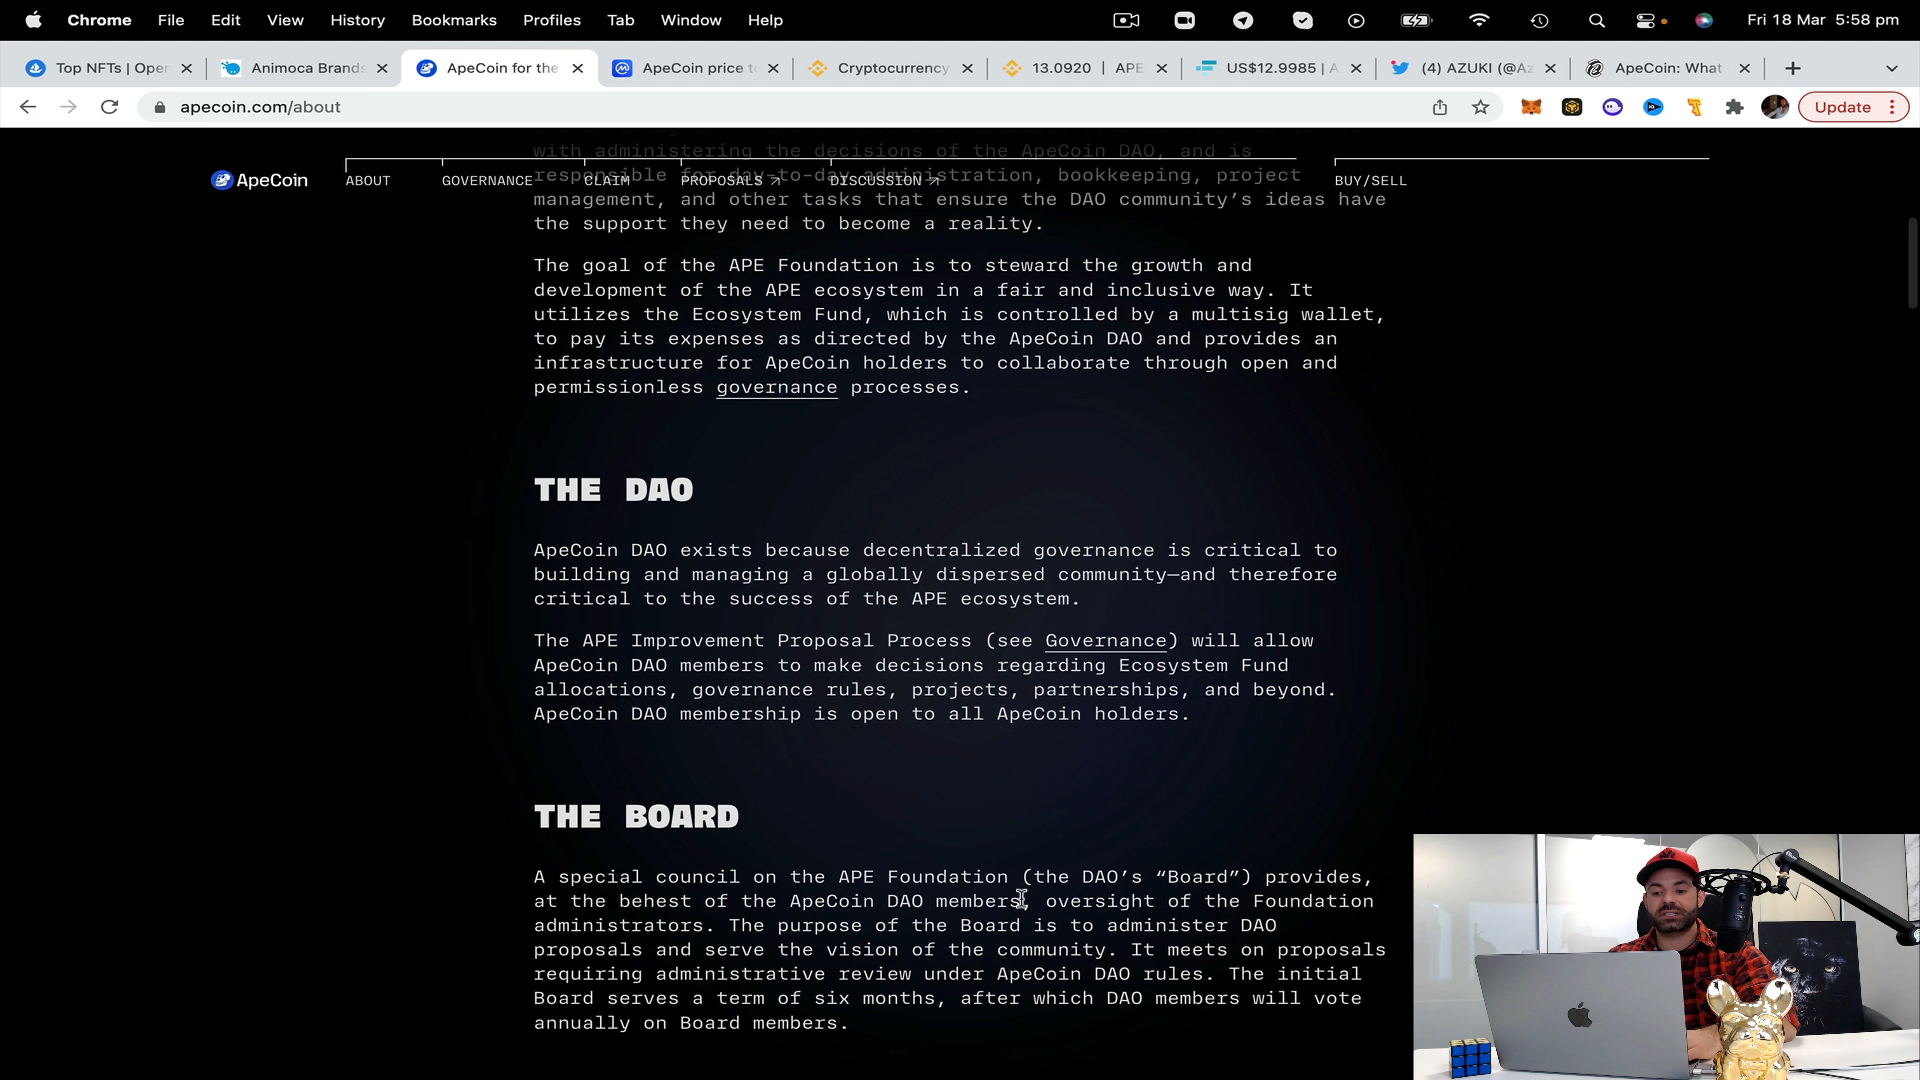 Chrome File Edit View History Bookmarks Profiles Tab Window Help Fri 18 Mar 5:58 pm
Top NFTs | Oper Animoca Brand ApeCoin for the ApeCoin price t Cryptocurrency 13.0920 | APE US$12.9985 | A (4) AZUKI (@Az ApeCoin: What
apecoin.com/about Update
with administering the decisions of the ApeCoin DAO, and is
responsible for day-to-day administration, bookkeeping, project
ApeCoin ABOUT GOVERNANCE CLAIM PROPOSALS ↗ DISCUSSION ↗ BUY/SELL
management, and other tasks that ensure the DAO community’s ideas have
the support they need to become a reality.
The goal of the APE Foundation is to steward the growth and
development of the APE ecosystem in a fair and inclusive way. It
utilizes the Ecosystem Fund, which is controlled by a multisig wallet,
to pay its expenses as directed by the ApeCoin DAO and provides an
infrastructure for ApeCoin holders to collaborate through open and
permissionless governance processes.
THE DAO
ApeCoin DAO exists because decentralized governance is critical to
building and managing a globally dispersed community—and therefore
critical to the success of the APE ecosystem.
The APE Improvement Proposal Process (see Governance) will allow
ApeCoin DAO members to make decisions regarding Ecosystem Fund
allocations, governance rules, projects, partnerships, and beyond.
ApeCoin DAO membership is open to all ApeCoin holders.
THE BOARD
A special council on the APE Foundation (the DAO’s “Board”) provides,
at the behest of the ApeCoin DAO members, oversight of the Foundation
administrators. The purpose of the Board is to administer DAO
proposals and serve the vision of the community. It meets on proposals
requiring administrative review under ApeCoin DAO rules. The initial
Board serves a term of six months, after which DAO members will vote
annually on Board members.